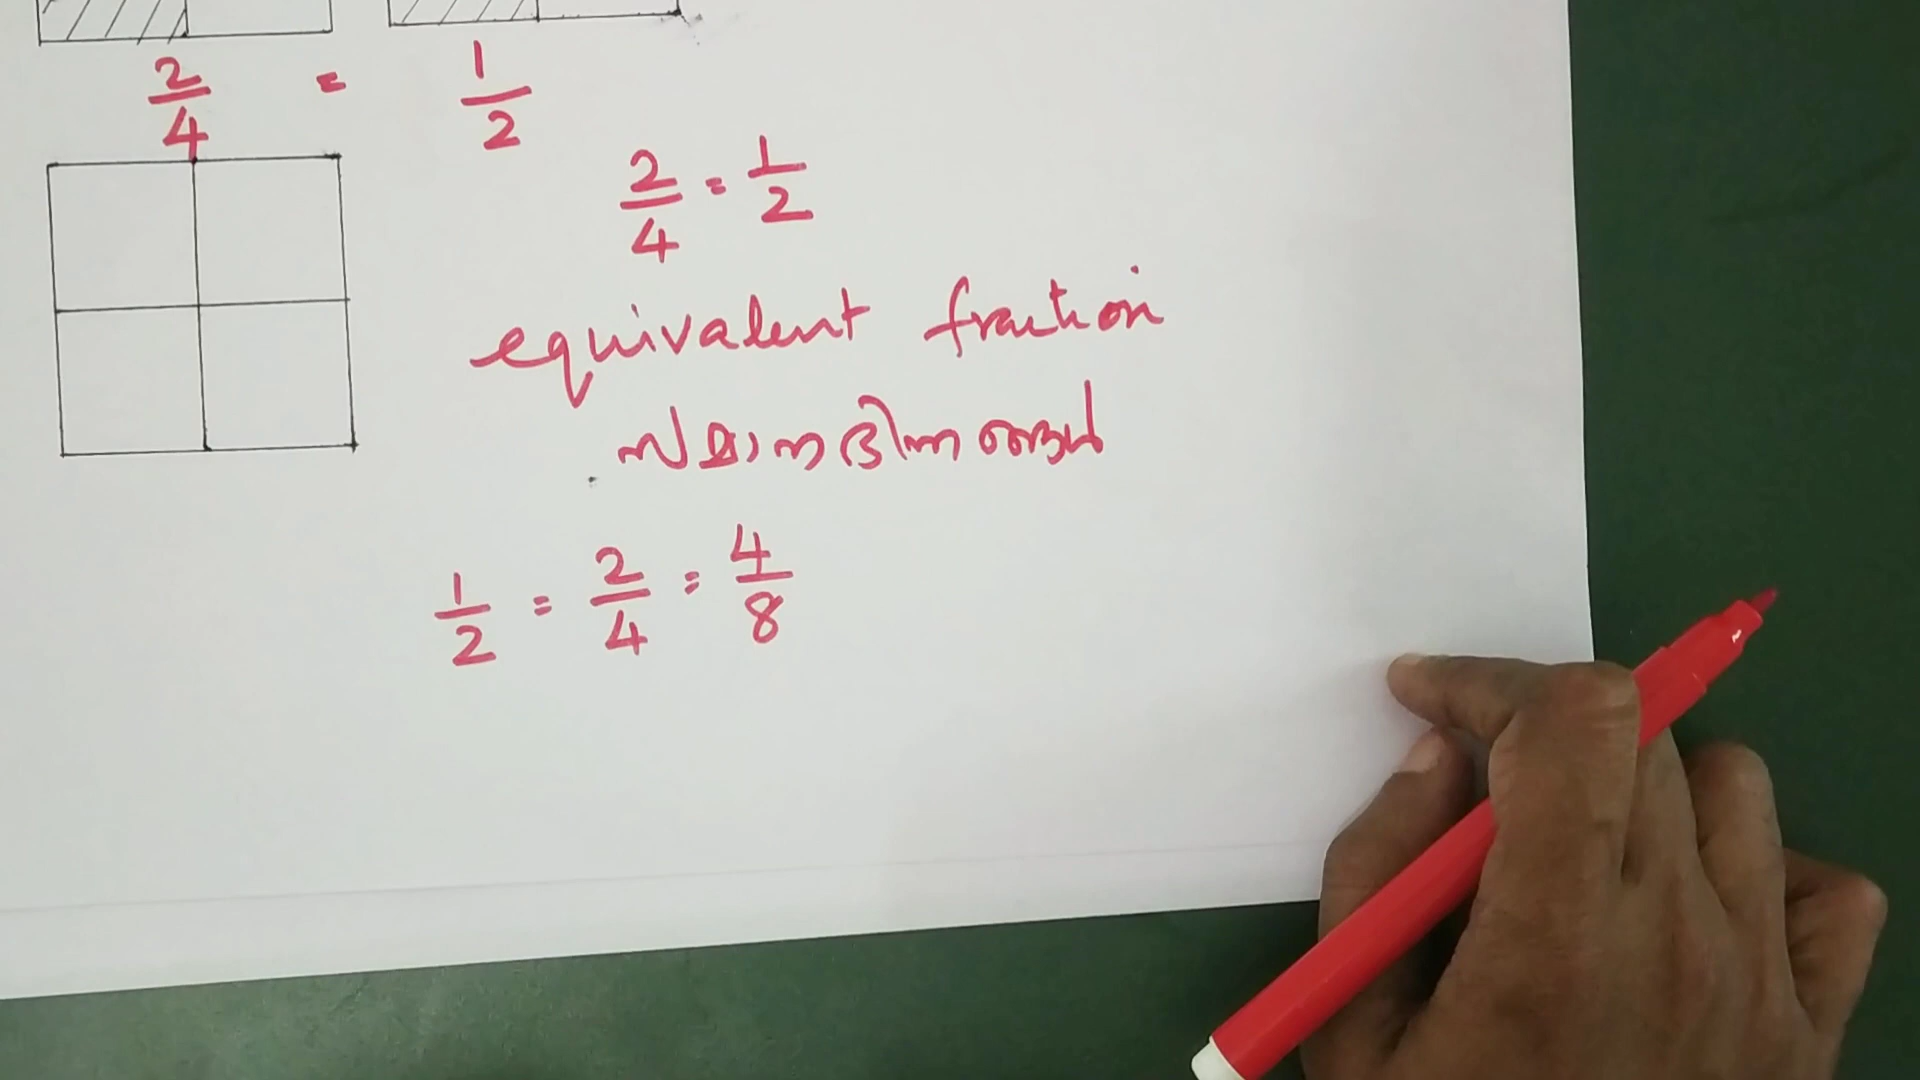 2/4 = 1/2
2/4 = 1/2
equivalent fraction
സമാനഭിന്നങ്ങൾ
1/2 = 2/4 = 4/8